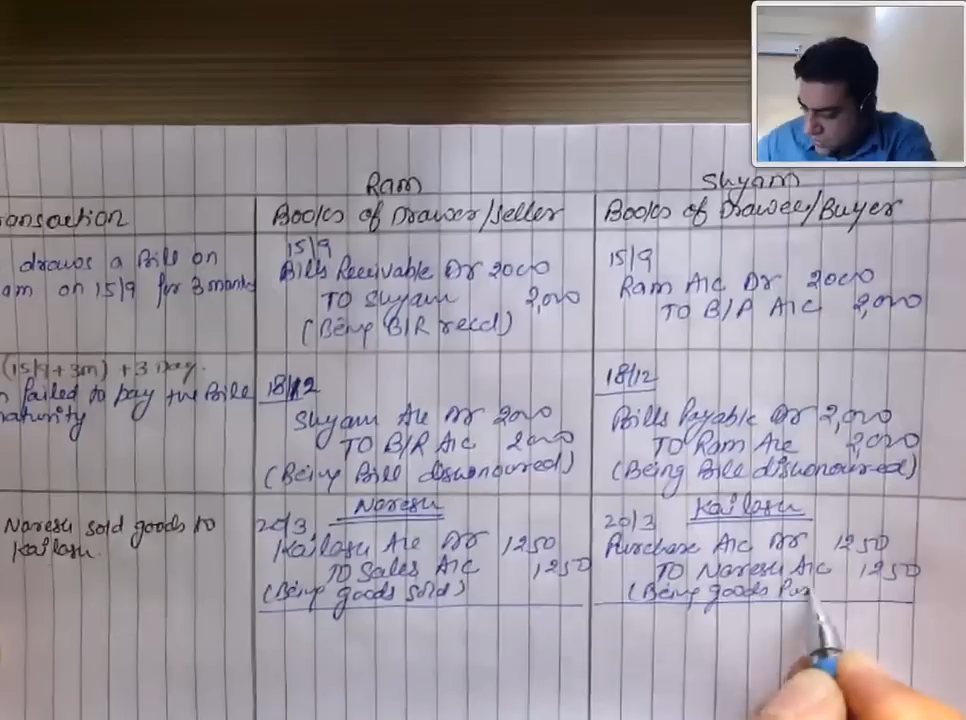 Ram
Shyam
ransaction
Books of Drawer/Seller
Books of Drawee/Buyer
draws a Bill on
am on 15/9 for 3 months
15/9
Bills Receivable Dr 2000
To Shyam 2,000
(Being B/R recd)
15/9
Ram A/c Dr 2000
To B/P A/C 2,000
(15/9+3m) + 3 Day.
failed to pay the Bill
aturity
18/12
Shyam A/c Dr 2000
To B/R A/C 2000
(Being Bill dishonoured)
18/12
Bills Payable Dr 2,000
To Ram A/c 2,000
(Being Bill dishonoured)
Naresh sold goods to
Kailash.
Naresh
20/3
Kailash A/c Dr 1250
To Sales A/C 1250
(Being goods sold)
Kailash
20/3
Purchase A/C Dr 1250
To Naresh A/C 1250
(Being goods Pur